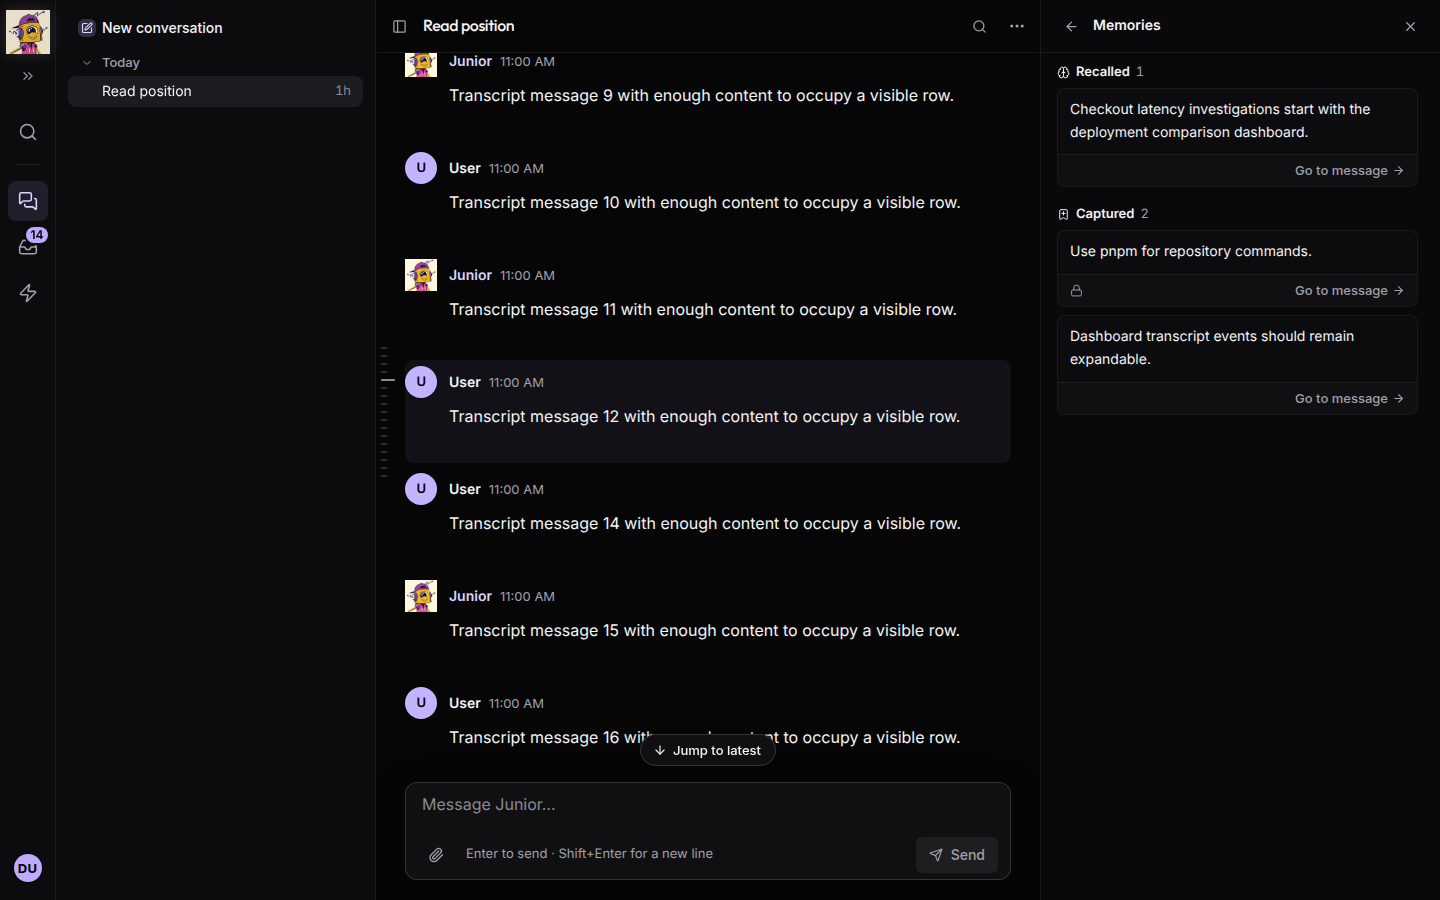 New conversation
Today
Read position
1h
14
DU
Read position
Junior 11:00 AM
Transcript message 9 with enough content to occupy a visible row.
U
User 11:00 AM
Transcript message 10 with enough content to occupy a visible row.
Junior 11:00 AM
Transcript message 11 with enough content to occupy a visible row.
U
User 11:00 AM
Transcript message 12 with enough content to occupy a visible row.
U
User 11:00 AM
Transcript message 14 with enough content to occupy a visible row.
Junior 11:00 AM
Transcript message 15 with enough content to occupy a visible row.
U
User 11:00 AM
Transcript message 16 with to occupy a visible row.
Jump to latest
Message Junior...
Enter to send · Shift+Enter for a new line
Send
Memories
Recalled 1
Checkout latency investigations start with the
deployment comparison dashboard.
Go to message
Captured 2
Use pnpm for repository commands.
Go to message
Dashboard transcript events should remain
expandable.
Go to message